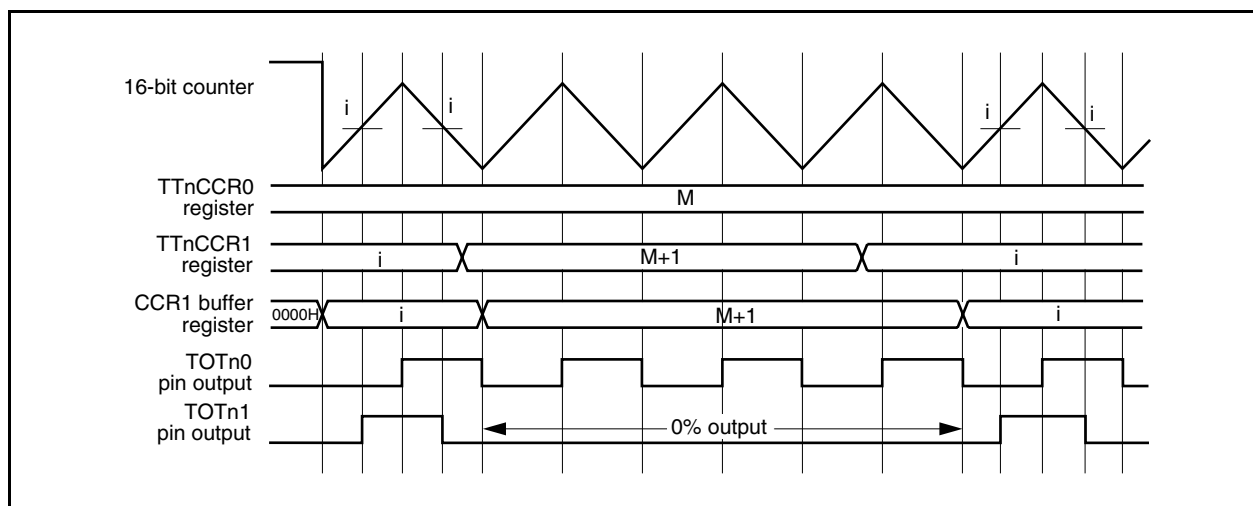 16-bit counter
i
i
i
i
TTnCCR0
register
M
TTnCCR1
register
i
M+1
i
CCR1 buffer
register
0000H
i
M+1
i
TOTn0
pin output
TOTn1
pin output
0% output